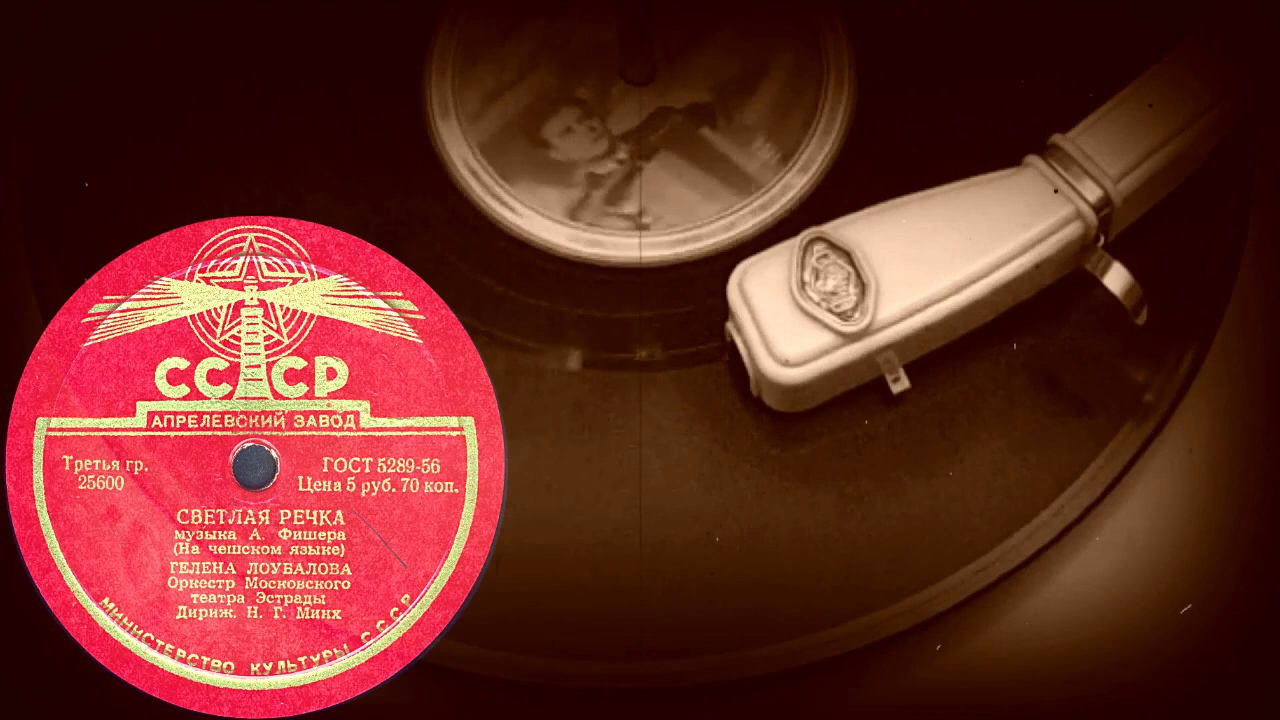 СССР
АПРЕЛЕВСКИЙ ЗАВОД
Третья гр.
25600
ГОСТ 5289-56
Цена 5 руб. 70 коп.
СВЕТЛАЯ РЕЧКА
музыка А. Фишера
(На чешском языке)
ГЕЛЕНА ЛОУБАЛОВА
Оркестр Московского
театра Эстрады
Дириж. Н. Г. Минх
МИНИСТЕРСТВО КУЛЬТУРЫ СССР